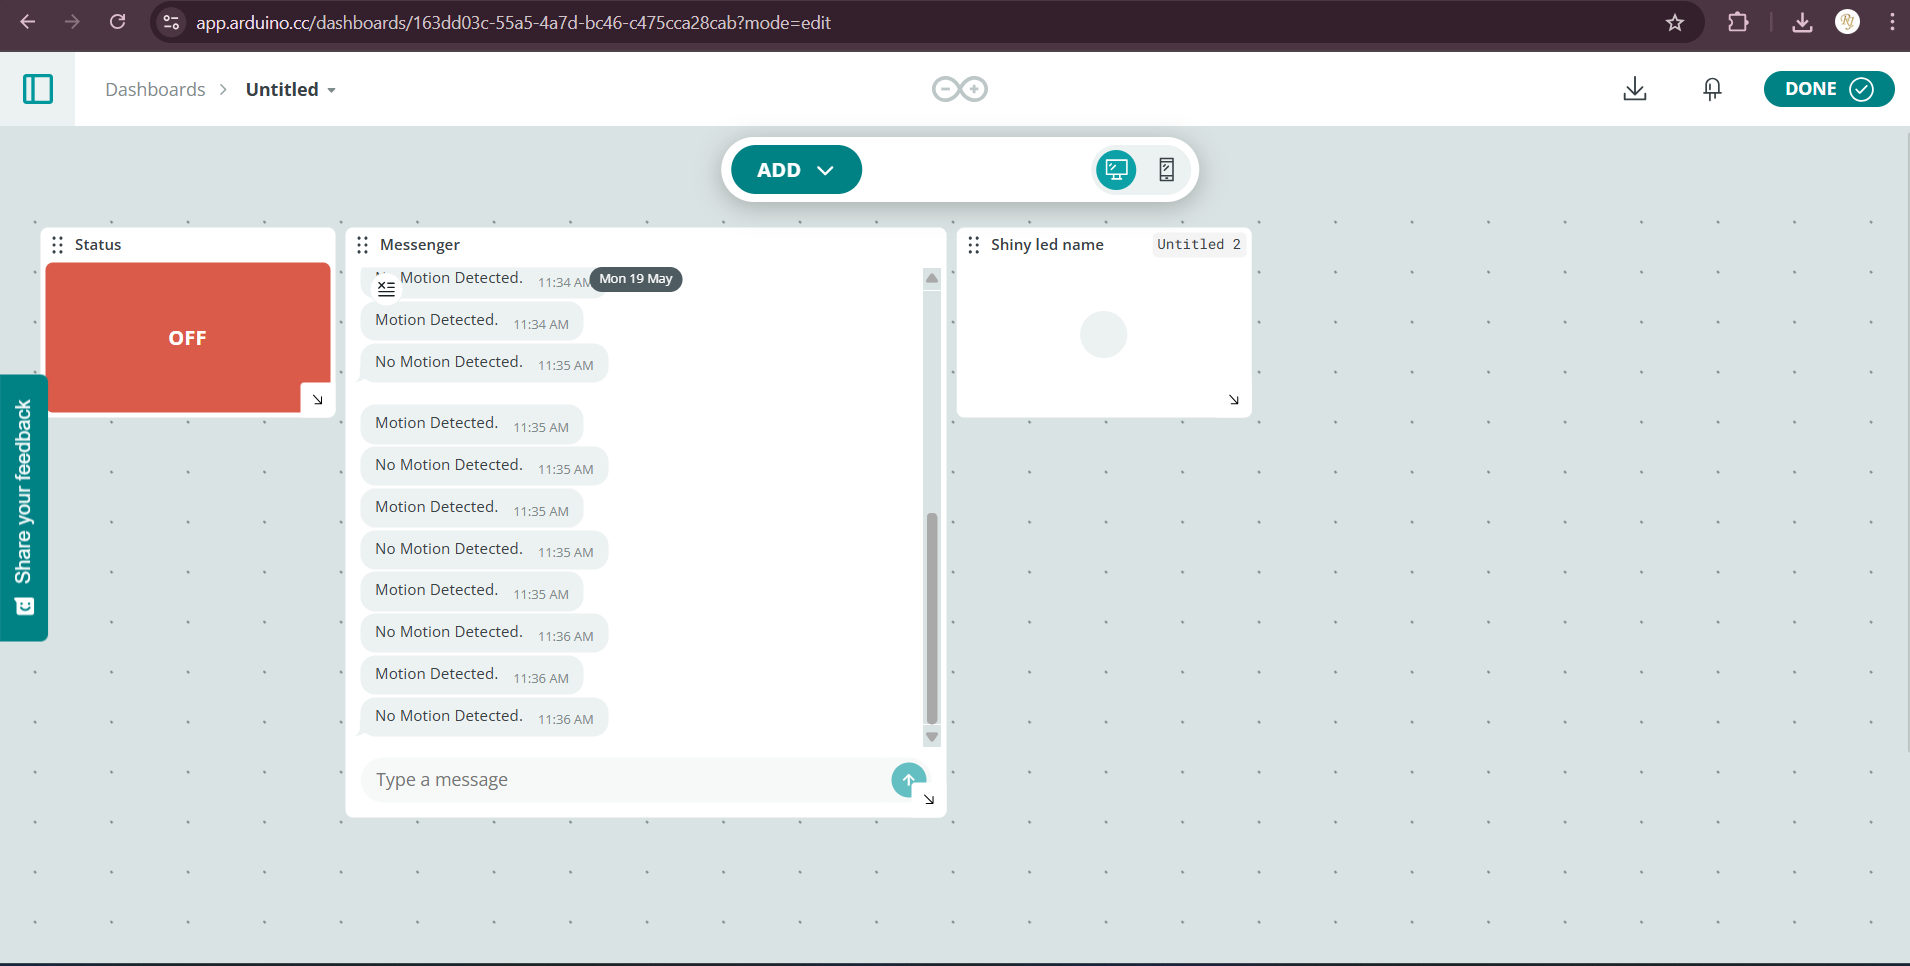 app.arduino.cc/dashboards/163dd03c-55a5-4a7d-bc46-c475cca28cab?mode=edit
Dashboards > Untitled
DONE
ADD
Status
OFF
Messenger
Motion Detected. 11:34 AM
Mon 19 May
Motion Detected. 11:34 AM
No Motion Detected. 11:35 AM
Motion Detected. 11:35 AM
No Motion Detected. 11:35 AM
Motion Detected. 11:35 AM
No Motion Detected. 11:35 AM
Motion Detected. 11:35 AM
No Motion Detected. 11:36 AM
Motion Detected. 11:36 AM
No Motion Detected. 11:36 AM
Type a message
Shiny led name
Untitled 2
Share your feedback